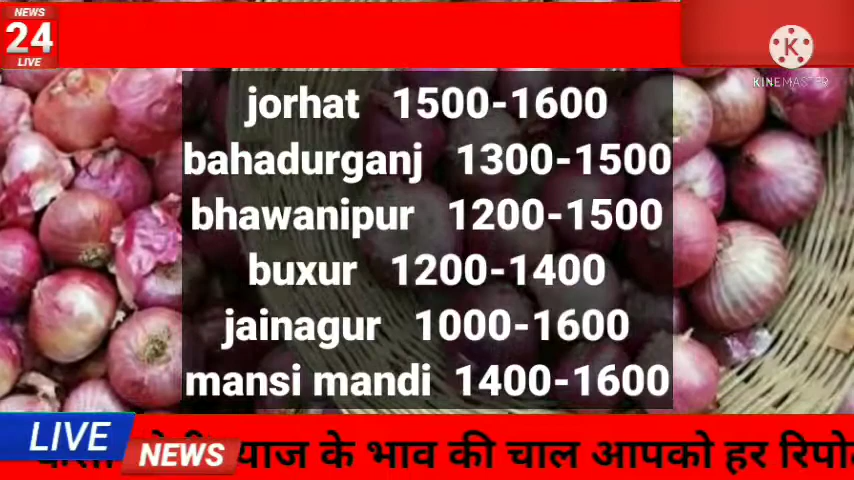 NEWS
24
LIVE
KINEMASTER
jorhat 1500-1600
bahadurganj 1300-1500
bhawanipur 1200-1500
buxur 1200-1400
jainagur 1000-1600
mansi mandi 1400-1600
LIVE
NEWS
के भाव की चाल आपको हर